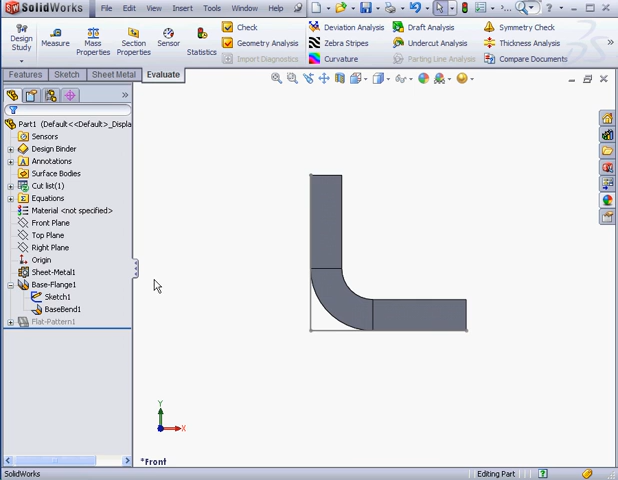 SolidWorks
File Edit View Insert Tools Window Help
Design
Study
Measure
Mass
Properties
Section
Properties
Sensor
Statistics
Check
Geometry Analysis
Import Diagnostics
Deviation Analysis
Zebra Stripes
Curvature
Draft Analysis
Undercut Analysis
Parting Line Analysis
Symmetry Check
Thickness Analysis
Compare Documents
Features Sketch Sheet Metal Evaluate
Part1 (Default<<Default>_Displa
Sensors
Design Binder
Annotations
Surface Bodies
Cut list(1)
Equations
Material <not specified>
Front Plane
Top Plane
Right Plane
Origin
Sheet-Metal1
Base-Flange1
Sketch1
BaseBend1
Flat-Pattern1
Y
X
*Front
SolidWorks
Editing Part